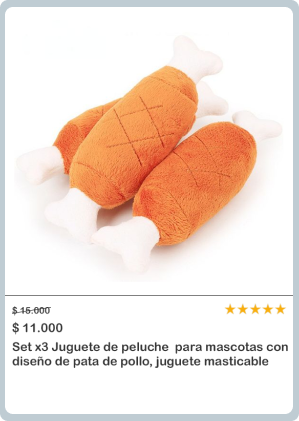 $ 15.000
$ 11.000
Set x3 Juguete de peluche para mascotas con
diseño de pata de pollo, juguete masticable